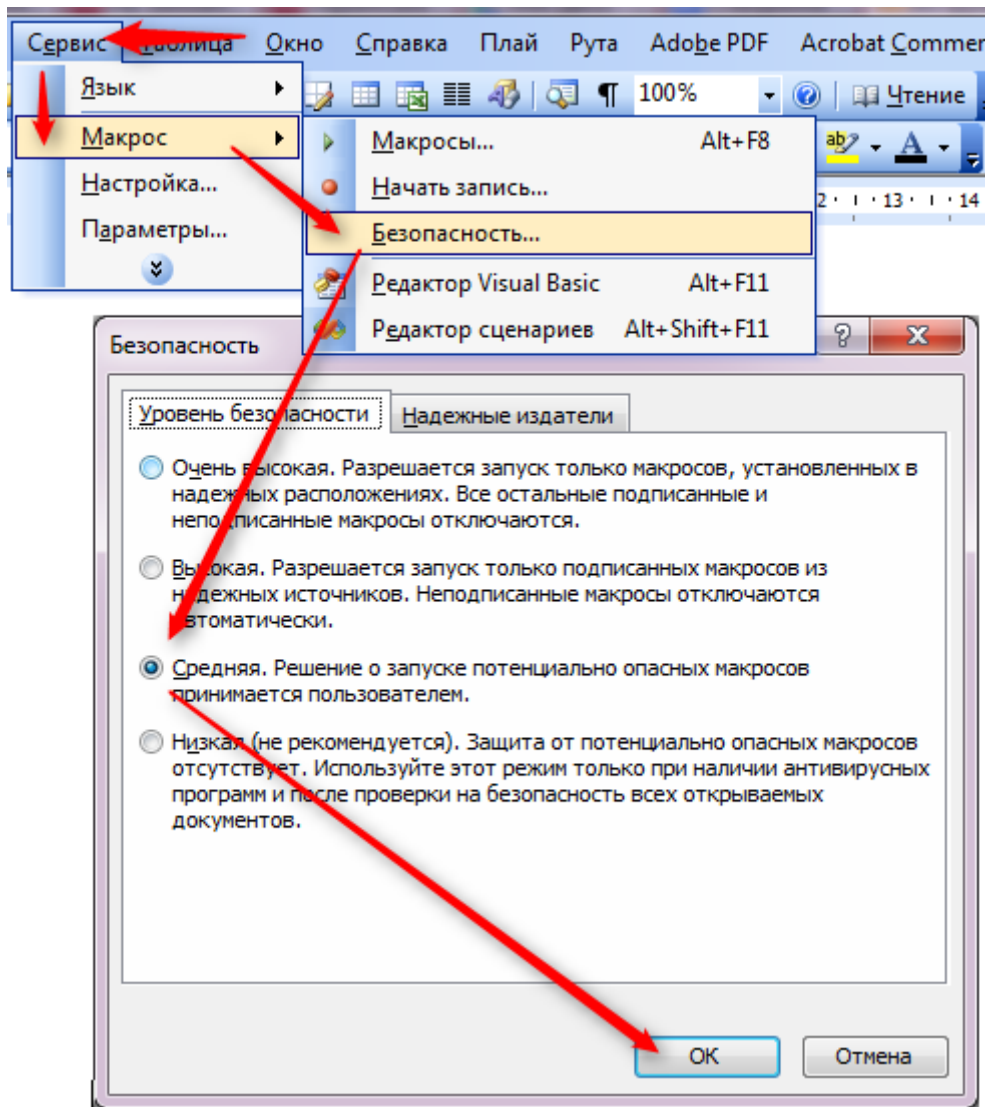 Сервис Таблица Окно Справка Плай Рута Adobe PDF Acrobat Commer
Язык 100% Чтение
Макрос Макросы... Alt+F8
Настройка... Начать запись... 2 13 14
Параметры... Безопасность...
Редактор Visual Basic Alt+F11
Редактор сценариев Alt+Shift+F11
Безопасность
Уровень безопасности Надежные издатели
Очень высокая. Разрешается запуск только макросов, установленных в
надежных расположениях. Все остальные подписанные и
неподписанные макросы отключаются.
Высокая. Разрешается запуск только подписанных макросов из
надежных источников. Неподписанные макросы отключаются
автоматически.
Средняя. Решение о запуске потенциально опасных макросов
принимается пользователем.
Низкая (не рекомендуется). Защита от потенциально опасных макросов
отсутствует. Используйте этот режим только при наличии антивирусных
программ и после проверки на безопасность всех открываемых
документов.
ОК Отмена